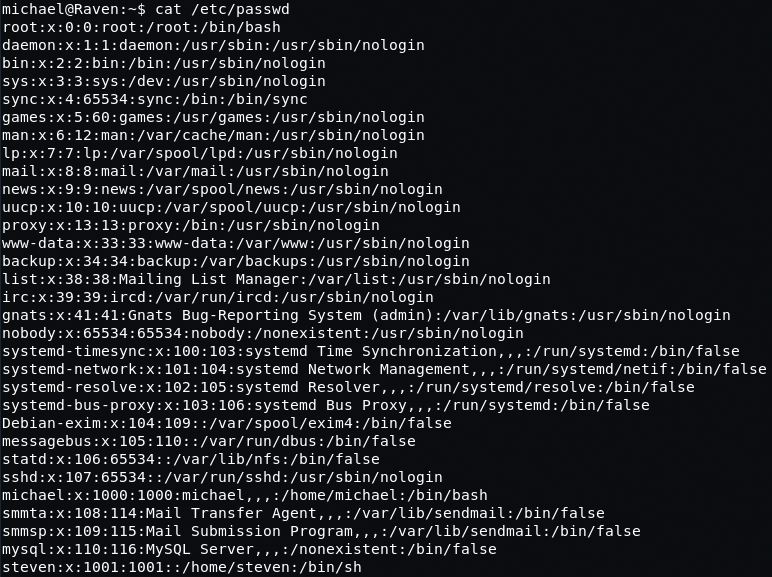 michael@Raven:~$ cat /etc/passwd
root:x:0:0:root:/root:/bin/bash
daemon:x:1:1:daemon:/usr/sbin:/usr/sbin/nologin
bin:x:2:2:bin:/bin:/usr/sbin/nologin
sys:x:3:3:sys:/dev:/usr/sbin/nologin
sync:x:4:65534:sync:/bin:/bin/sync
games:x:5:60:games:/usr/games:/usr/sbin/nologin
man:x:6:12:man:/var/cache/man:/usr/sbin/nologin
lp:x:7:7:lp:/var/spool/lpd:/usr/sbin/nologin
mail:x:8:8:mail:/var/mail:/usr/sbin/nologin
news:x:9:9:news:/var/spool/news:/usr/sbin/nologin
uucp:x:10:10:uucp:/var/spool/uucp:/usr/sbin/nologin
proxy:x:13:13:proxy:/bin:/usr/sbin/nologin
www-data:x:33:33:www-data:/var/www:/usr/sbin/nologin
backup:x:34:34:backup:/var/backups:/usr/sbin/nologin
list:x:38:38:Mailing List Manager:/var/list:/usr/sbin/nologin
irc:x:39:39:ircd:/var/run/ircd:/usr/sbin/nologin
gnats:x:41:41:Gnats Bug-Reporting System (admin):/var/lib/gnats:/usr/sbin/nologin
nobody:x:65534:65534:nobody:/nonexistent:/usr/sbin/nologin
systemd-timesync:x:100:103:systemd Time Synchronization,,,:/run/systemd:/bin/false
systemd-network:x:101:104:systemd Network Management,,,:/run/systemd/netif:/bin/false
systemd-resolve:x:102:105:systemd Resolver,,,:/run/systemd/resolve:/bin/false
systemd-bus-proxy:x:103:106:systemd Bus Proxy,,,:/run/systemd:/bin/false
Debian-exim:x:104:109::/var/spool/exim4:/bin/false
messagebus:x:105:110::/var/run/dbus:/bin/false
statd:x:106:65534::/var/lib/nfs:/bin/false
sshd:x:107:65534::/var/run/sshd:/usr/sbin/nologin
michael:x:1000:1000:michael,,,:/home/michael:/bin/bash
smmta:x:108:114:Mail Transfer Agent,,,:/var/lib/sendmail:/bin/false
smmsp:x:109:115:Mail Submission Program,,,:/var/lib/sendmail:/bin/false
mysql:x:110:116:MySQL Server,,,:/nonexistent:/bin/false
steven:x:1001:1001::/home/steven:/bin/sh